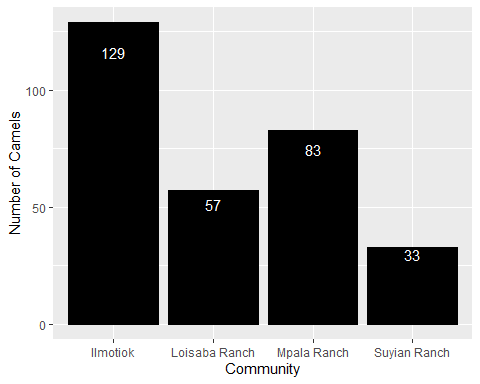 Number of Camels
129
100
83
57
50
33
0
Ilmotiok Loisaba Ranch Mpala Ranch Suyian Ranch
Community